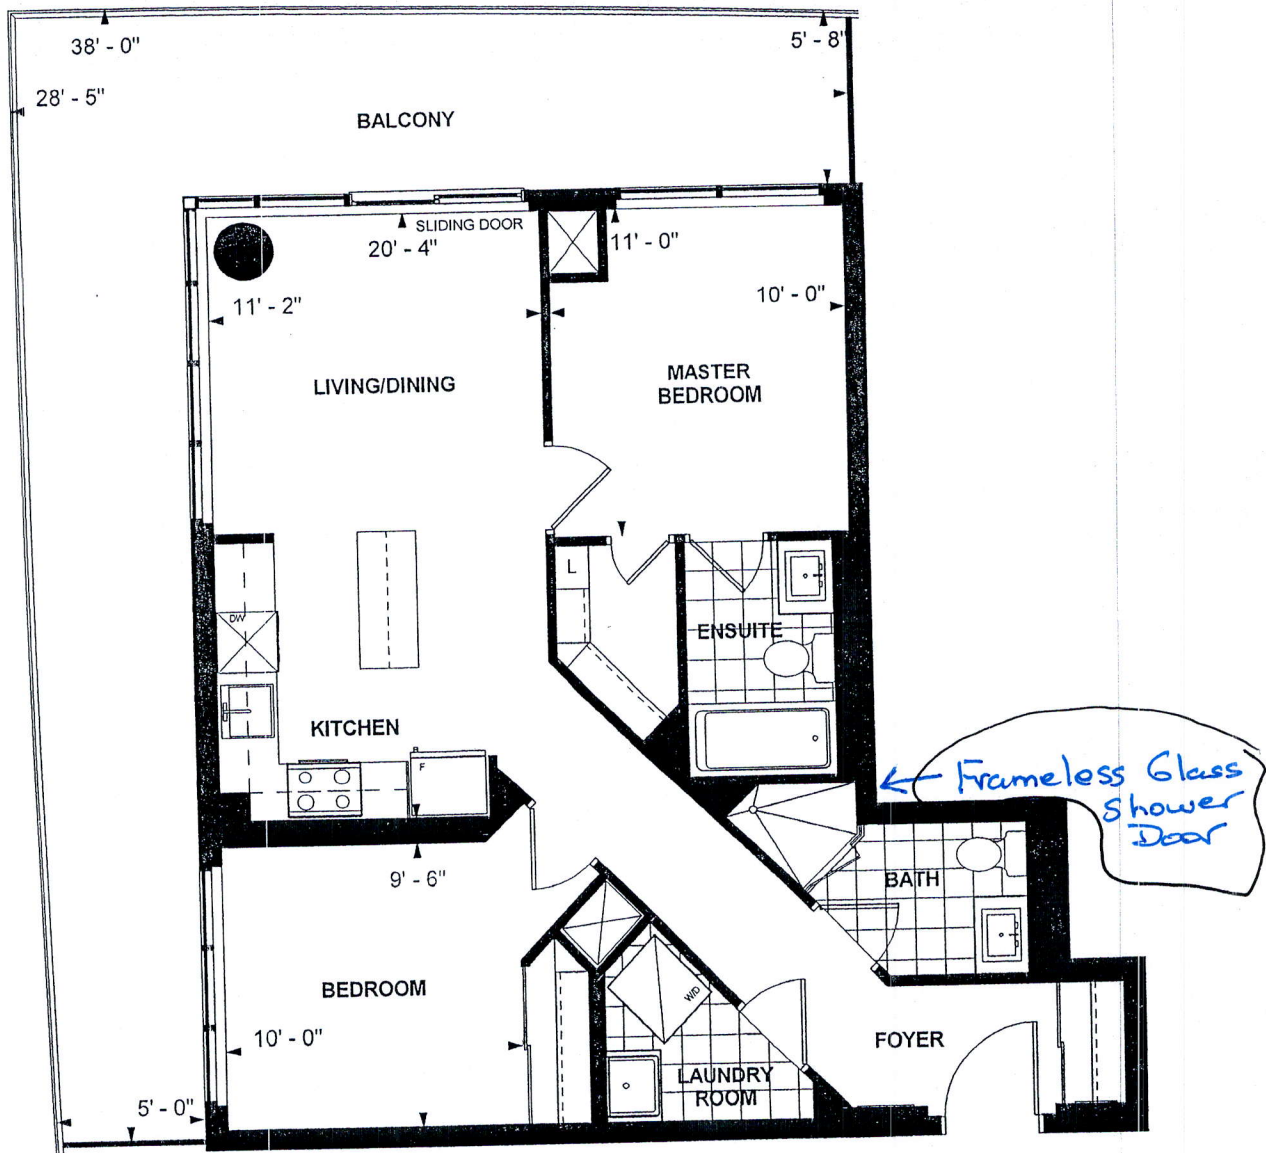 38' - 0"
5' - 8"
28' - 5"
BALCONY
SLIDING DOOR
20' - 4"
11' - 0"
11' - 2"
10' - 0"
LIVING/DINING
MASTER
BEDROOM
L
DW
ENSUITE
KITCHEN
F
Frameless Glass
Shower
Door
9' - 6"
BATH
BEDROOM
W/D
10' - 0"
FOYER
LAUNDRY
ROOM
5' - 0"